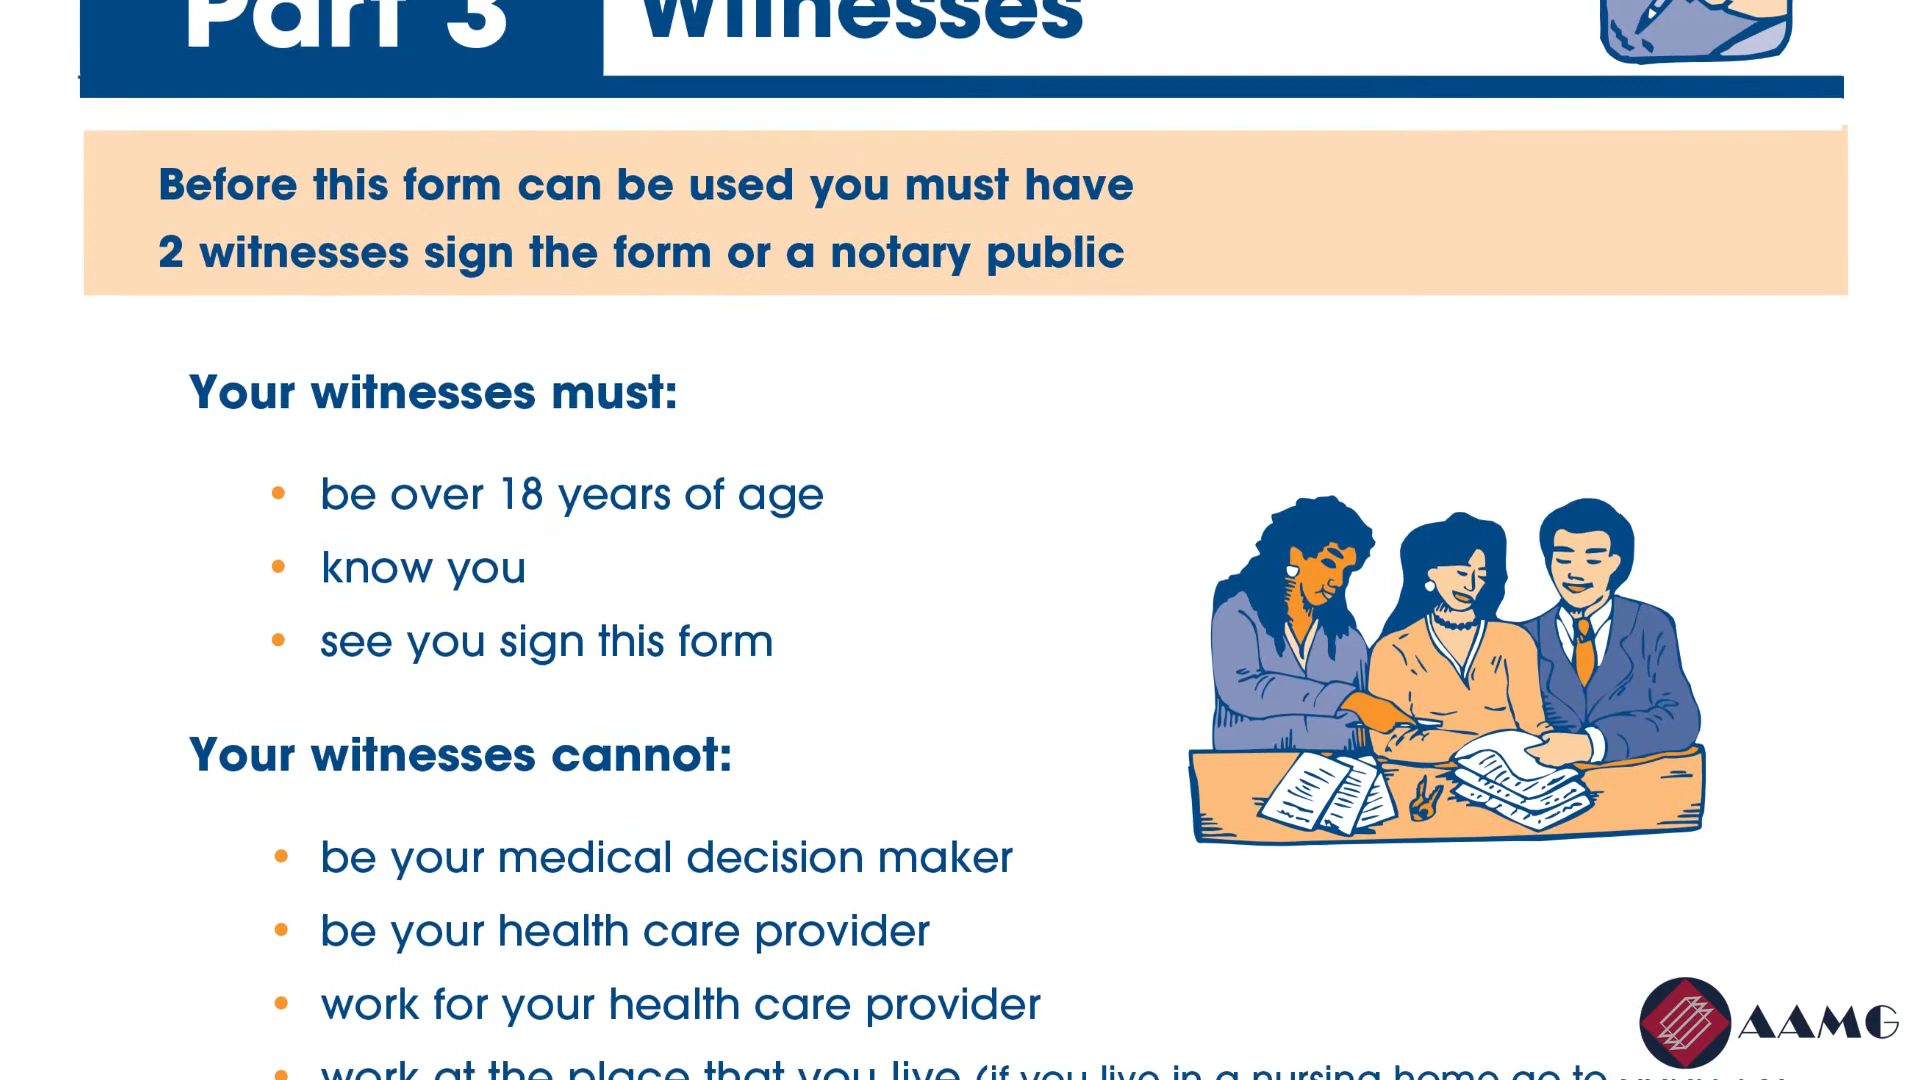 Part 3 Witnesses
Before this form can be used you must have
2 witnesses sign the form or a notary public
Your witnesses must:
• be over 18 years of age
• know you
• see you sign this form
Your witnesses cannot:
• be your medical decision maker
• be your health care provider
• work for your health care provider
• work at the place that you live (if you live in a nursing home go to
AAMG